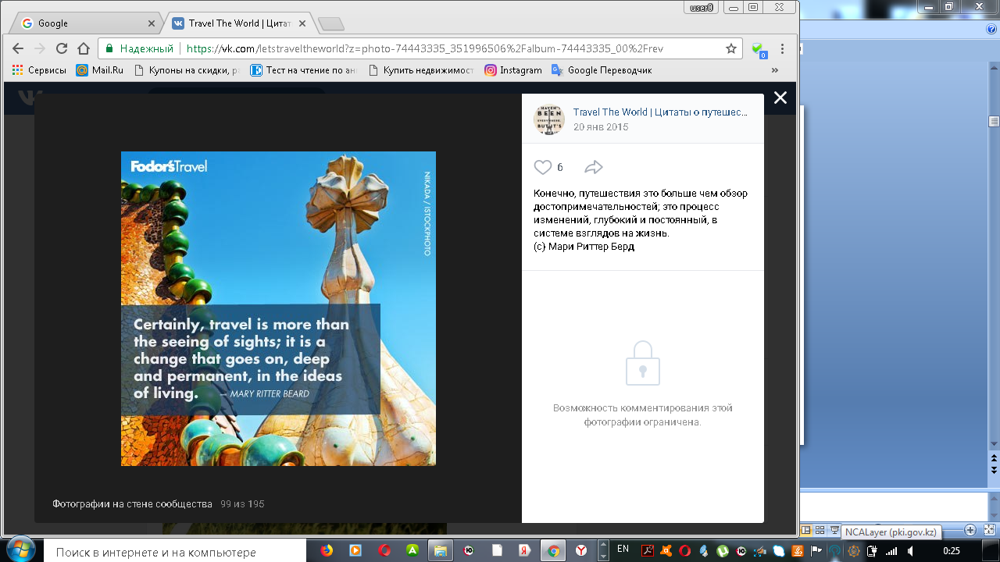 user0
Google
Travel The World | Цитат
Надежный
https://vk.com/letstraveltheworld?z=photo-74443335_351996506%2Falbum-74443335_00%2Frev
0
Сервисы
Mail.Ru
Купоны на скидки, р
Тест на чтение по ан
Купить недвижимост
Instagram
Google Переводчик
»
Travel The World | Цитаты о путешес...
20 янв 2015
6
Конечно, путешествия это больше чем обзор
достопримечательностей; это процесс
изменений, глубокий и постоянный, в
системе взглядов на жизнь.
(с) Мари Риттер Берд
Возможность комментирования этой
фотографии ограничена.
Fodor's Travel
NIKADA / ISTOCKPHOTO
Certainly, travel is more than
the seeing of sights; it is a
change that goes on, deep
and permanent, in the ideas
of living. — MARY RITTER BEARD
Фотографии на стене сообщества 99 из 195
NCALayer (pki.gov.kz)
Поиск в интернете и на компьютере
EN
0:25